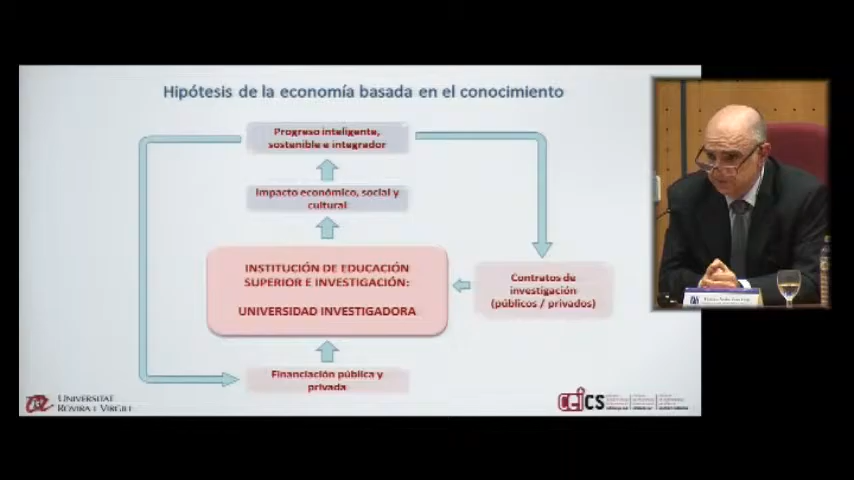 Hipótesis de la economía basada en el conocimiento
Progreso inteligente,
sostenible e integrador
Impacto económico, social y
cultural
INSTITUCIÓN DE EDUCACIÓN
SUPERIOR E INVESTIGACIÓN:
UNIVERSIDAD INVESTIGADORA
Contratos de
investigación
(públicos / privados)
Financiación pública y
privada
UNIVERSITAT
ROVIRA I VIRGILI
ceics